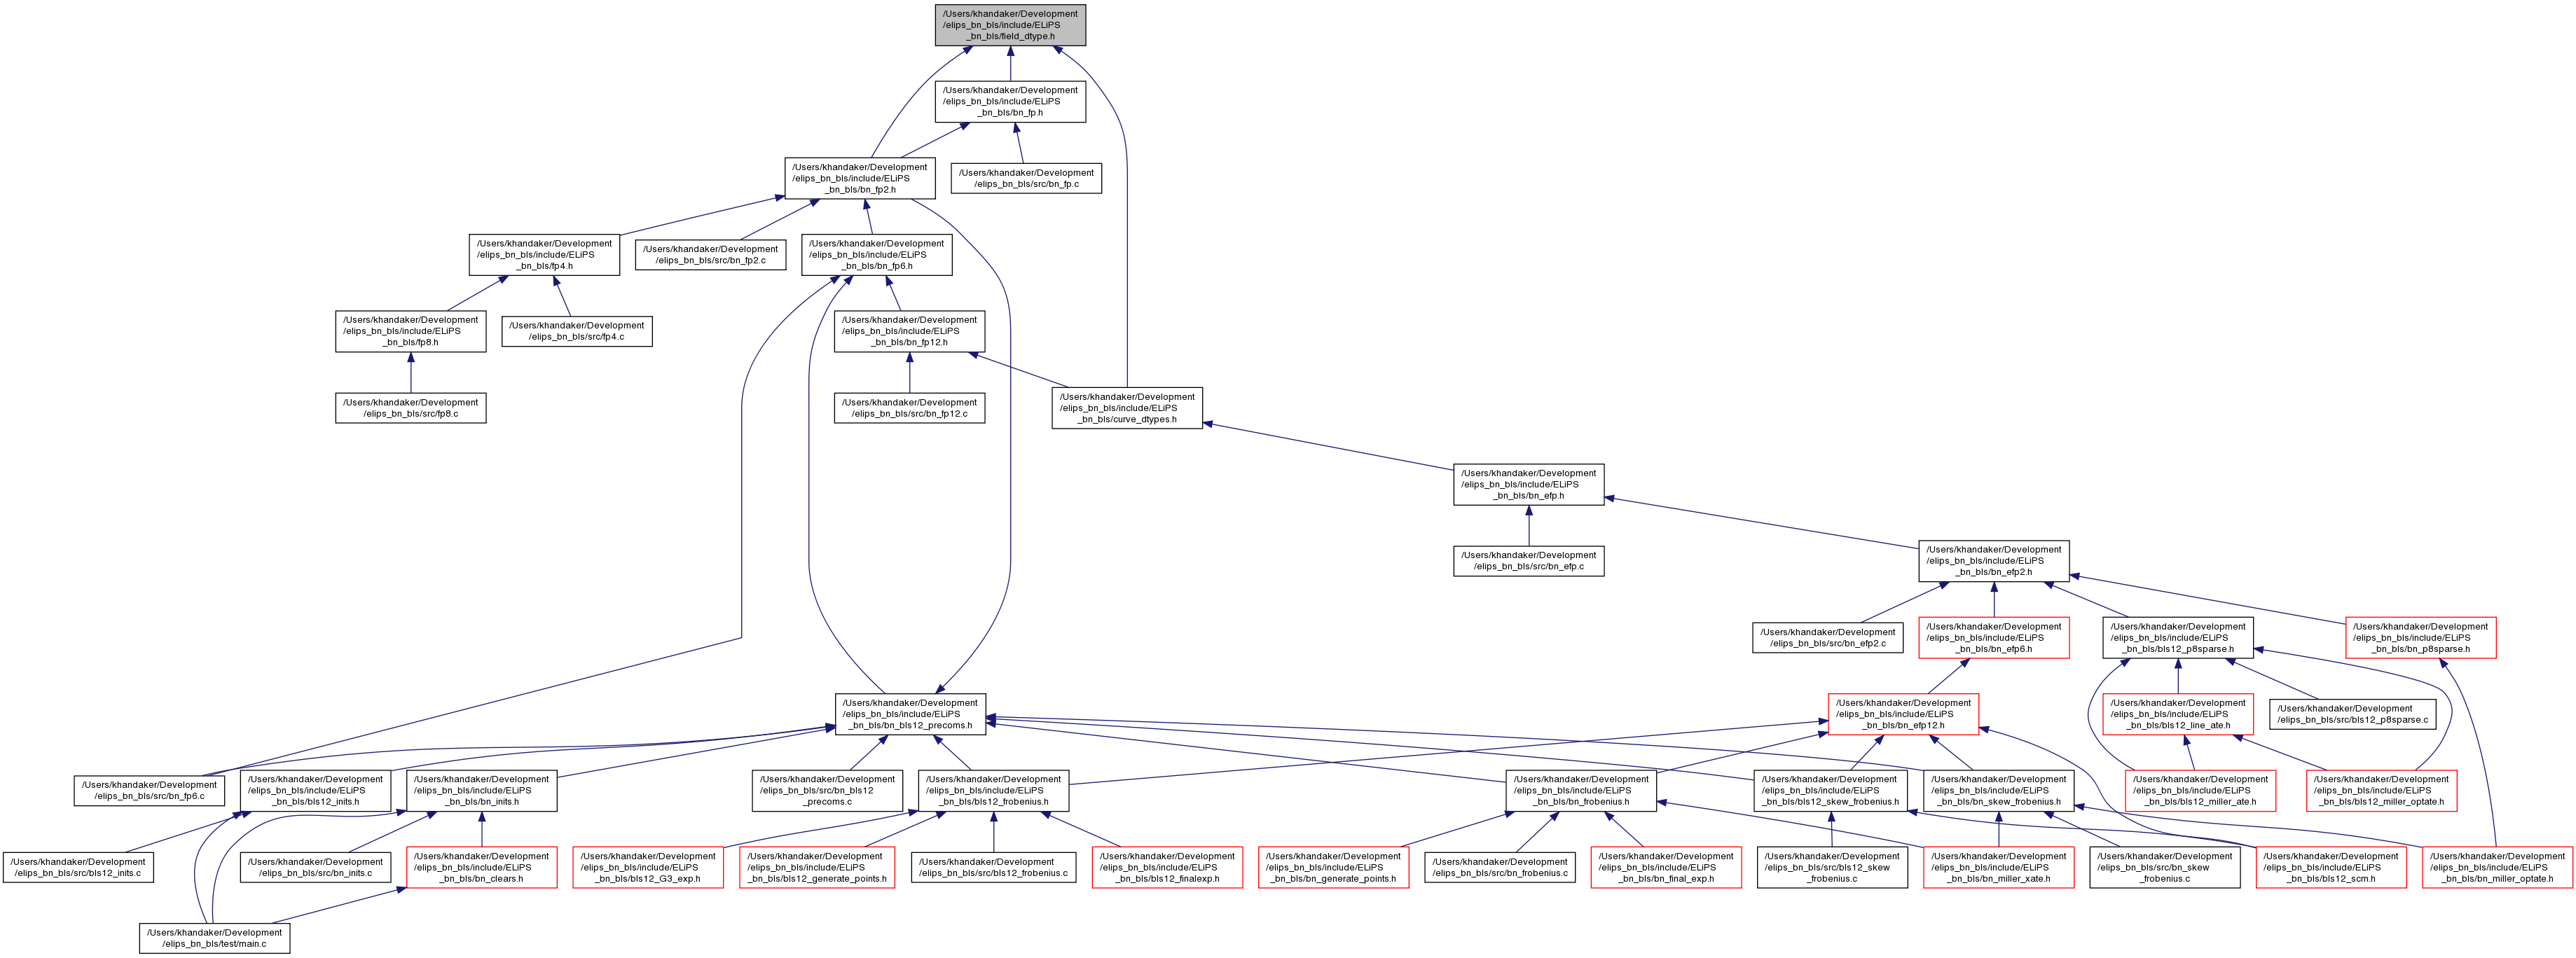 /Users/khandaker/Development
/elips_bn_bls/include/ELiPS
_bn_bls/field_dtype.h
/Users/khandaker/Development
/elips_bn_bls/include/ELiPS
_bn_bls/bn_fp.h
/Users/khandaker/Development
/elips_bn_bls/include/ELiPS
_bn_bls/bn_fp2.h
/Users/khandaker/Development
/elips_bn_bls/src/bn_fp.c
/Users/khandaker/Development
/elips_bn_bls/include/ELiPS
_bn_bls/fp4.h
/Users/khandaker/Development
/elips_bn_bls/src/bn_fp2.c
/Users/khandaker/Development
/elips_bn_bls/include/ELiPS
_bn_bls/bn_fp6.h
/Users/khandaker/Development
/elips_bn_bls/include/ELiPS
_bn_bls/fp8.h
/Users/khandaker/Development
/elips_bn_bls/src/fp4.c
/Users/khandaker/Development
/elips_bn_bls/include/ELiPS
_bn_bls/bn_fp12.h
/Users/khandaker/Development
/elips_bn_bls/src/fp8.c
/Users/khandaker/Development
/elips_bn_bls/src/bn_fp12.c
/Users/khandaker/Development
/elips_bn_bls/include/ELiPS
_bn_bls/curve_dtypes.h
/Users/khandaker/Development
/elips_bn_bls/include/ELiPS
_bn_bls/bn_efp.h
/Users/khandaker/Development
/elips_bn_bls/src/bn_efp.c
/Users/khandaker/Development
/elips_bn_bls/include/ELiPS
_bn_bls/bn_efp2.h
/Users/khandaker/Development
/elips_bn_bls/src/bn_efp2.c
/Users/khandaker/Development
/elips_bn_bls/include/ELiPS
_bn_bls/bn_efp6.h
/Users/khandaker/Development
/elips_bn_bls/include/ELiPS
_bn_bls/bls12_p8sparse.h
/Users/khandaker/Development
/elips_bn_bls/include/ELiPS
_bn_bls/bn_p8sparse.h
/Users/khandaker/Development
/elips_bn_bls/include/ELiPS
_bn_bls/bn_bls12_precoms.h
/Users/khandaker/Development
/elips_bn_bls/include/ELiPS
_bn_bls/bn_efp12.h
/Users/khandaker/Development
/elips_bn_bls/include/ELiPS
_bn_bls/bls12_line_ate.h
/Users/khandaker/Development
/elips_bn_bls/src/bls12_p8sparse.c
/Users/khandaker/Development
/elips_bn_bls/src/bn_fp6.c
/Users/khandaker/Development
/elips_bn_bls/include/ELiPS
_bn_bls/bls12_inits.h
/Users/khandaker/Development
/elips_bn_bls/include/ELiPS
_bn_bls/bn_inits.h
/Users/khandaker/Development
/elips_bn_bls/src/bn_bls12
_precoms.c
/Users/khandaker/Development
/elips_bn_bls/include/ELiPS
_bn_bls/bls12_frobenius.h
/Users/khandaker/Development
/elips_bn_bls/include/ELiPS
_bn_bls/bn_frobenius.h
/Users/khandaker/Development
/elips_bn_bls/include/ELiPS
_bn_bls/bls12_skew_frobenius.h
/Users/khandaker/Development
/elips_bn_bls/include/ELiPS
_bn_bls/bn_skew_frobenius.h
/Users/khandaker/Development
/elips_bn_bls/include/ELiPS
_bn_bls/bls12_miller_ate.h
/Users/khandaker/Development
/elips_bn_bls/include/ELiPS
_bn_bls/bls12_miller_optate.h
/Users/khandaker/Development
/elips_bn_bls/src/bls12_inits.c
/Users/khandaker/Development
/elips_bn_bls/src/bn_inits.c
/Users/khandaker/Development
/elips_bn_bls/include/ELiPS
_bn_bls/bn_clears.h
/Users/khandaker/Development
/elips_bn_bls/include/ELiPS
_bn_bls/bls12_G3_exp.h
/Users/khandaker/Development
/elips_bn_bls/include/ELiPS
_bn_bls/bls12_generate_points.h
/Users/khandaker/Development
/elips_bn_bls/src/bls12_frobenius.c
/Users/khandaker/Development
/elips_bn_bls/include/ELiPS
_bn_bls/bls12_finalexp.h
/Users/khandaker/Development
/elips_bn_bls/include/ELiPS
_bn_bls/bn_generate_points.h
/Users/khandaker/Development
/elips_bn_bls/src/bn_frobenius.c
/Users/khandaker/Development
/elips_bn_bls/include/ELiPS
_bn_bls/bn_final_exp.h
/Users/khandaker/Development
/elips_bn_bls/src/bls12_skew
_frobenius.c
/Users/khandaker/Development
/elips_bn_bls/include/ELiPS
_bn_bls/bn_miller_xate.h
/Users/khandaker/Development
/elips_bn_bls/src/bn_skew
_frobenius.c
/Users/khandaker/Development
/elips_bn_bls/include/ELiPS
_bn_bls/bls12_scm.h
/Users/khandaker/Development
/elips_bn_bls/include/ELiPS
_bn_bls/bn_miller_optate.h
/Users/khandaker/Development
/elips_bn_bls/test/main.c